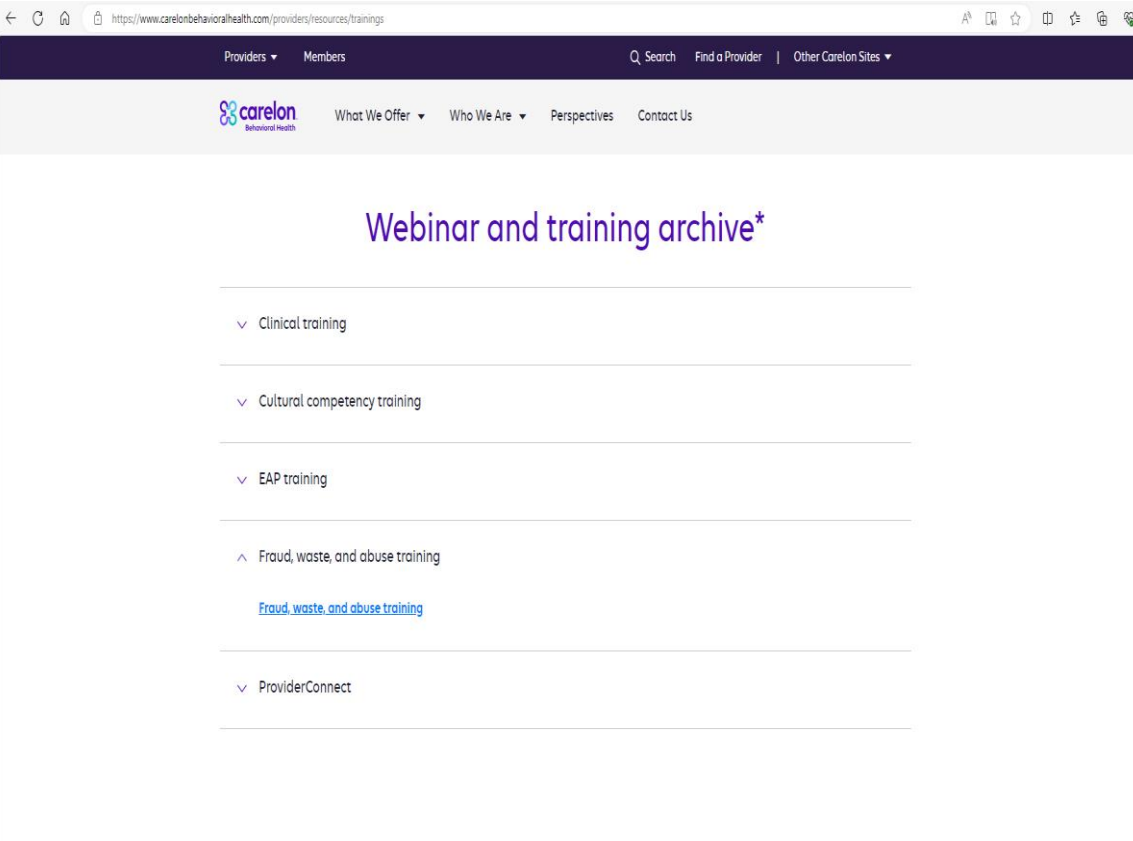 https://www.carelonbehavioralhealth.com/providers/resources/trainings
Providers Members Search Find a Provider | Other Carelon Sites
carelon
Behavioral Health
What We Offer Who We Are Perspectives Contact Us
Webinar and training archive*
Clinical training
Cultural competency training
EAP training
Fraud, waste, and abuse training
Fraud, waste, and abuse training
ProviderConnect